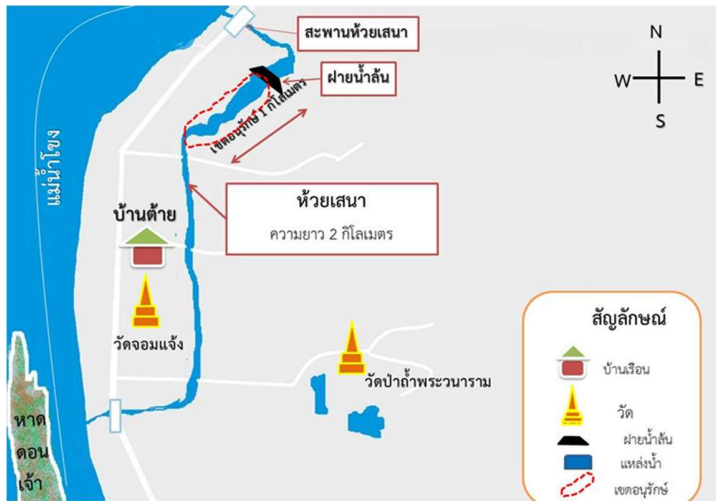 สะพานห้วยเสนา
ฝายน้ำล้น
N
W E
S
เขตอนุรักษ์ 1 กิโลเมตร
แม่น้ำโขง
ห้วยเสนา
ความยาว 2 กิโลเมตร
บ้านต้าย
วัดจอมแจ้ง
วัดป่าถ้ำพระวนาราม
หาด
ดอน
เจ้า
สัญลักษณ์
บ้านเรือน
วัด
ฝายน้ำล้น
แหล่งน้ำ
เขตอนุรักษ์